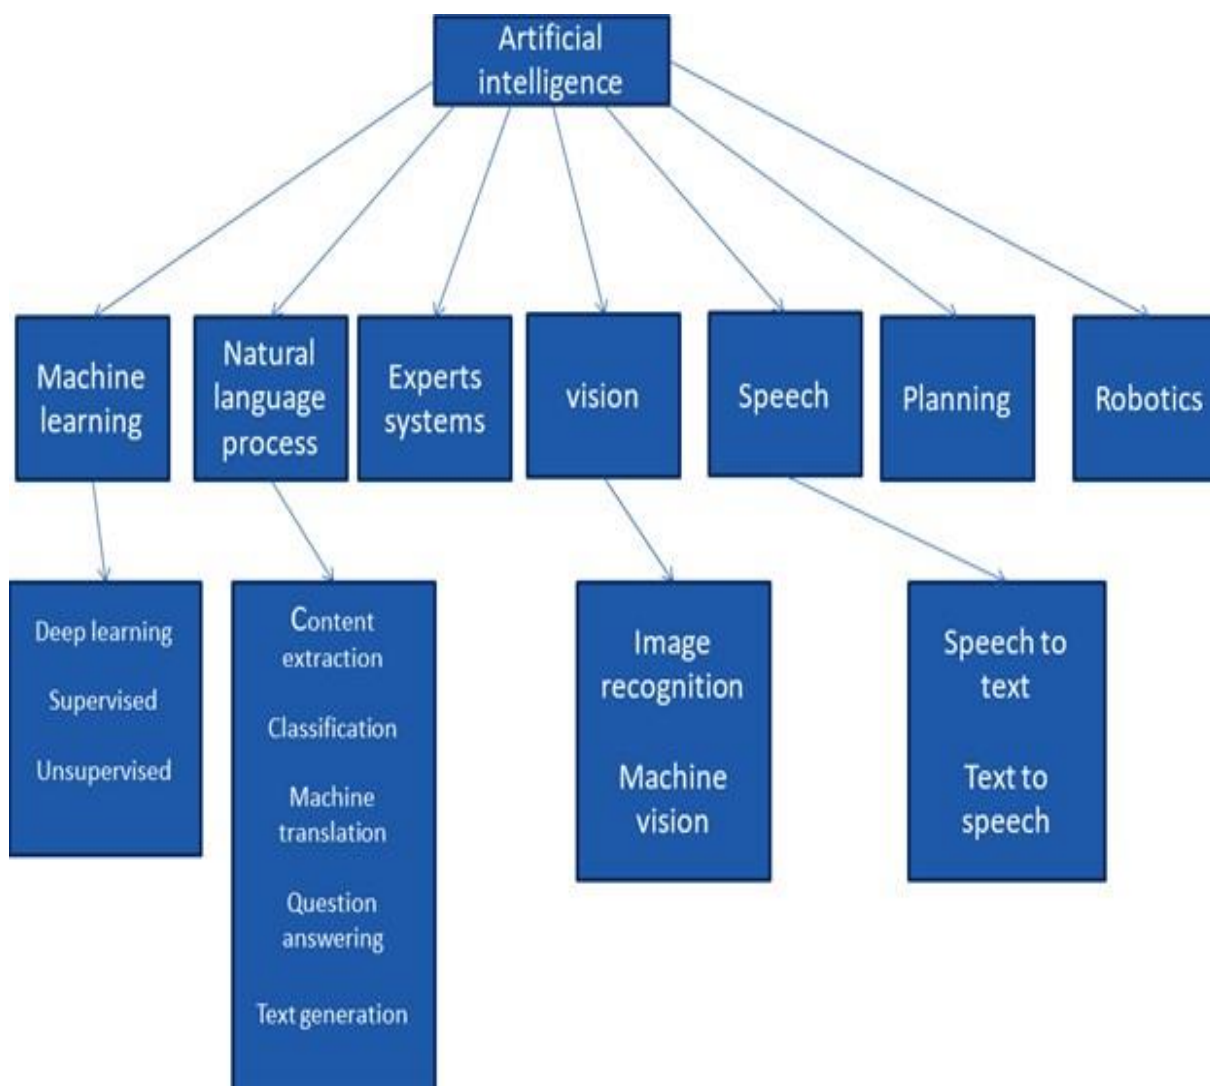 Artificial
intelligence
Machine
learning
Natural
language
process
Experts
systems
vision
Speech
Planning
Robotics
Deep learning
Supervised
Unsupervised
Content
extraction
Classification
Machine
translation
Question
answering
Text generation
Image
recognition
Machine
vision
Speech to
text
Text to
speech